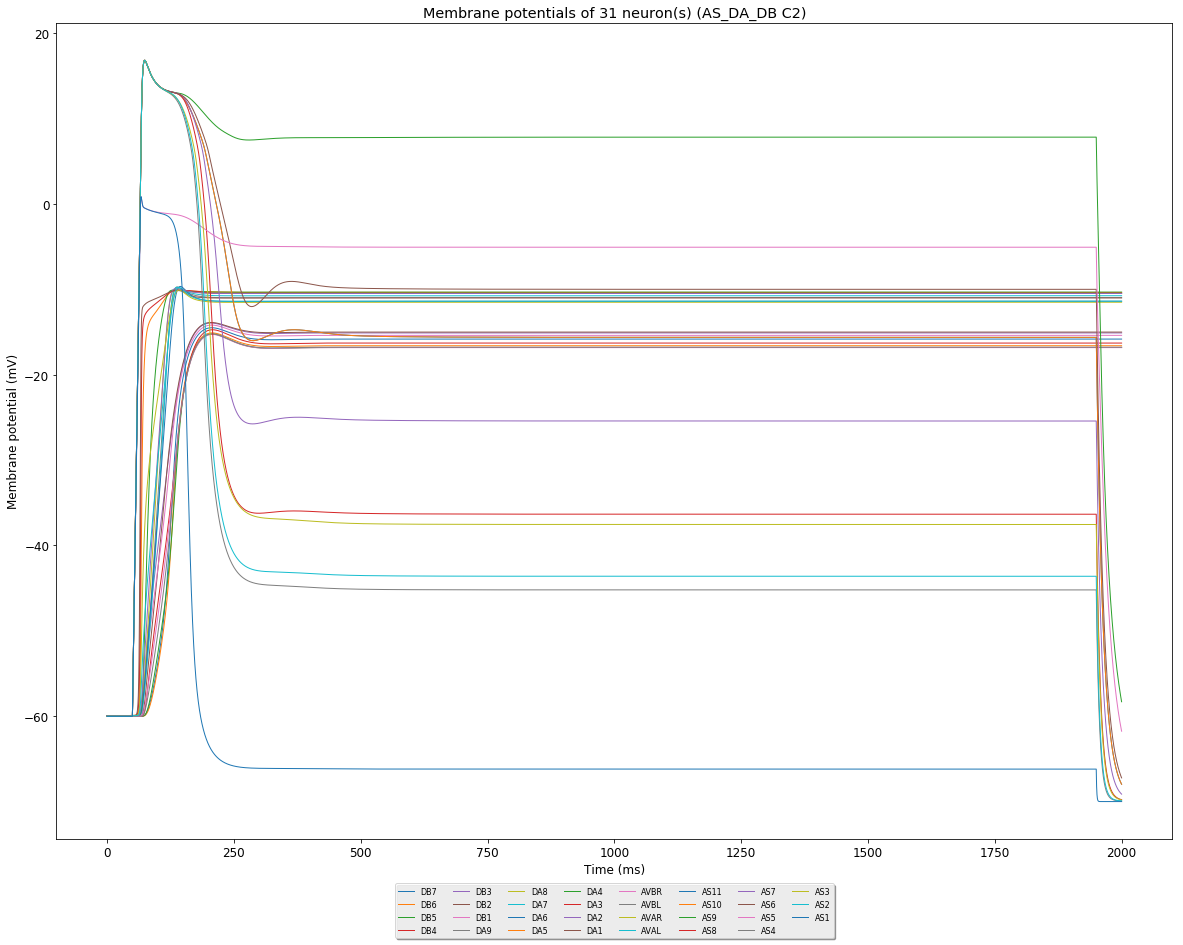 Membrane potentials of 31 neuron(s) (AS_DA_DB C2)
20
0
−20
−40
−60
Membrane potential (mV)
0 250 500 750 1000 1250 1500 1750 2000
Time (ms)
DB7 DB3 DA8 DA4 AVBR AS11 AS7 AS3
DB6 DB2 DA7 DA3 AVBL AS10 AS6 AS2
DB5 DB1 DA6 DA2 AVAR AS9 AS5 AS1
DB4 DA9 DA5 DA1 AVAL AS8 AS4